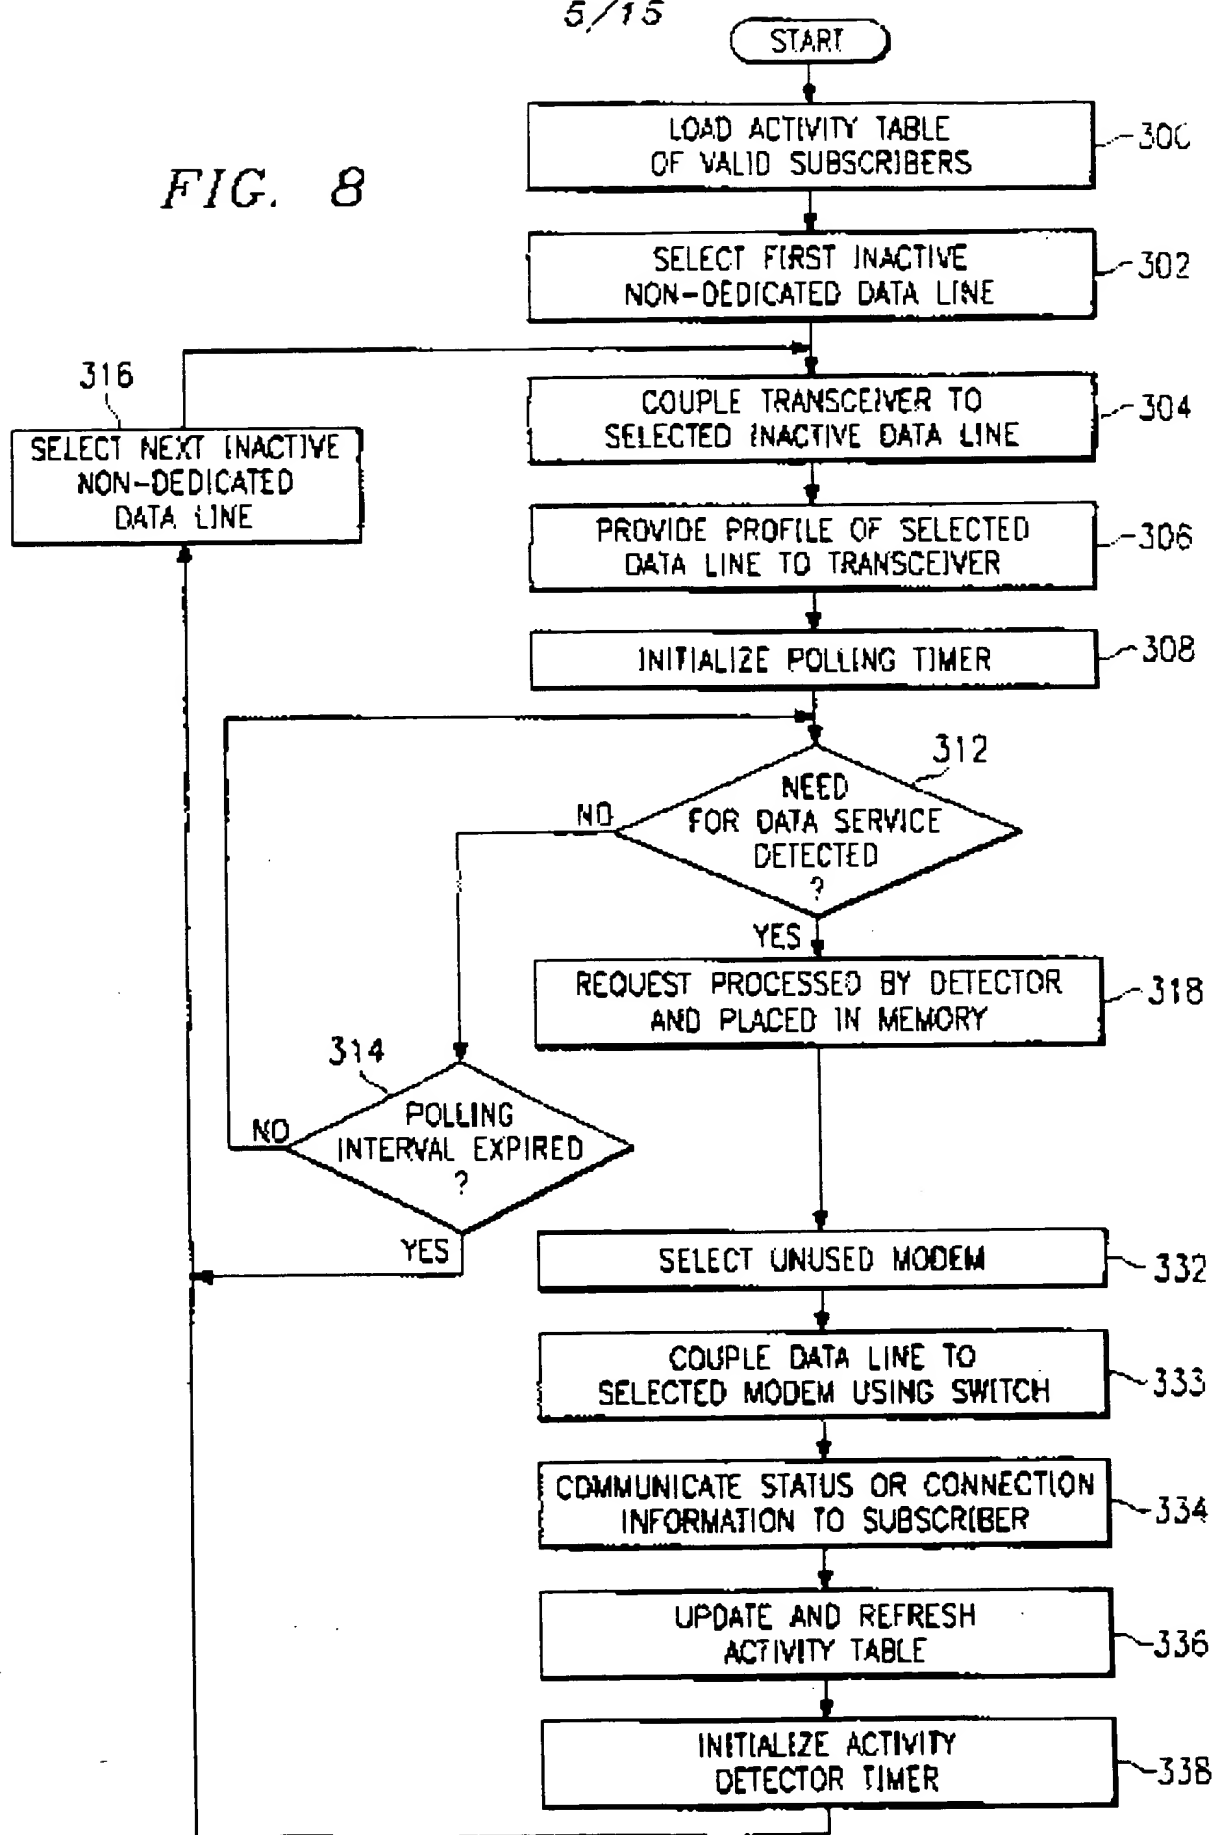 5/15
START
LOAD ACTIVITY TABLE
OF VALID SUBSCRIBERS
300
FIG. 8
SELECT FIRST INACTIVE
NON-DEDICATED DATA LINE
302
316
SELECT NEXT INACTIVE
NON-DEDICATED
DATA LINE
COUPLE TRANSCEIVER TO
SELECTED INACTIVE DATA LINE
304
PROVIDE PROFILE OF SELECTED
DATA LINE TO TRANSCEIVER
306
INITIALIZE POLLING TIMER
308
312
NEED
FOR DATA SERVICE
DETECTED
?
NO
YES
REQUEST PROCESSED BY DETECTOR
AND PLACED IN MEMORY
318
314
POLLING
INTERVAL EXPIRED
?
NO
YES
SELECT UNUSED MODEM
332
COUPLE DATA LINE TO
SELECTED MODEM USING SWITCH
333
COMMUNICATE STATUS OR CONNECTION
INFORMATION TO SUBSCRIBER
334
UPDATE AND REFRESH
ACTIVITY TABLE
336
INITIALIZE ACTIVITY
DETECTOR TIMER
338